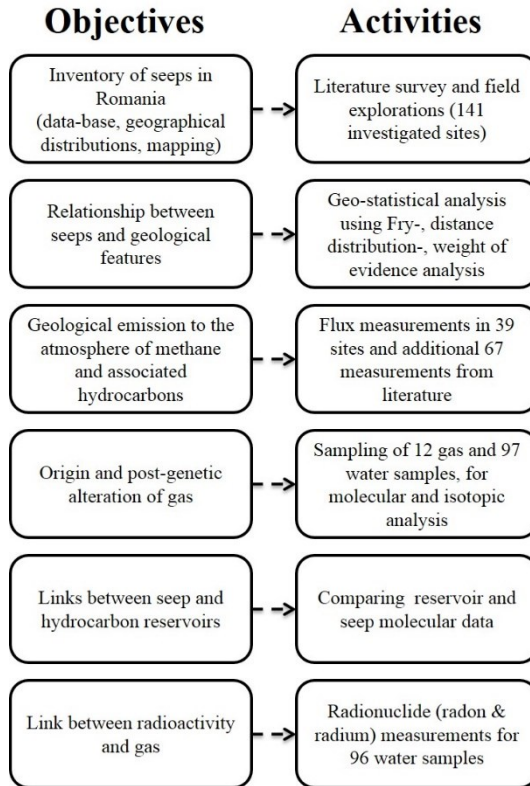 Objectives
Activities
Inventory of seeps in
Romania
(data-base, geographical
distributions, mapping)
Literature survey and field
explorations (141
investigated sites)
Relationship between
seeps and geological
features
Geo-statistical analysis
using Fry-, distance
distribution-, weight of
evidence analysis
Geological emission to the
atmosphere of methane
and associated
hydrocarbons
Flux measurements in 39
sites and additional 67
measurements from
literature
Origin and post-genetic
alteration of gas
Sampling of 12 gas and 97
water samples, for
molecular and isotopic
analysis
Links between seep and
hydrocarbon reservoirs
Comparing reservoir and
seep molecular data
Link between radioactivity
and gas
Radionuclide (radon &
radium) measurements for
96 water samples